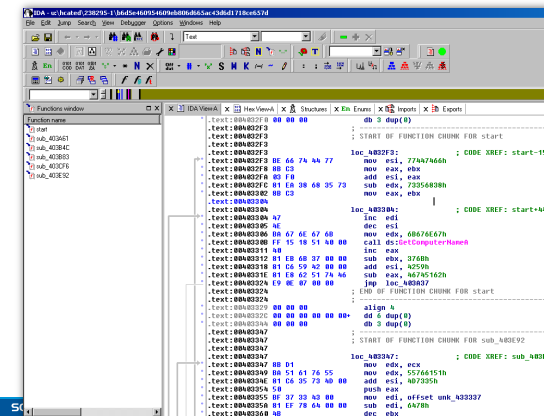 IDA - uc\hcated\238295-1\b6d5e460954609eb806d665ac43d6d1718ce657d
File Edit Jump Search View Debugger Options Windows Help
Text
Functions window
IDA View-A Hex View-A Structures En Enums Imports Exports
Function name
start
sub_403A61
sub_403B4C
sub_403B83
sub_403CF6
sub_403E92
.text:004032F0 00 00 00 db 3 dup(0)
.text:004032F3
.text:004032F3 ; START OF FUNCTION CHUNK FOR start
.text:004032F3
.text:004032F3 loc_4032F3: ; CODE XREF: start-15
.text:004032F3 BE 66 74 44 77 mov esi, 77447466h
.text:004032F8 8B C3 mov eax, ebx
.text:004032FA 03 F0 add esi, eax
.text:004032FC 81 EA 38 68 35 73 sub edx, 73356838h
.text:00403302 8B C3 mov eax, ebx
.text:00403304
.text:00403304 loc_403304: ; CODE XREF: start+44
.text:00403304 47 inc edi
.text:00403305 4E dec esi
.text:00403306 BA 67 6E 67 68 mov edx, 68676E67h
.text:0040330B FF 15 18 51 40 00 call ds:GetComputerNameA
.text:00403311 40 inc eax
.text:00403312 81 EB 6B 37 00 00 sub ebx, 376Bh
.text:00403318 81 C6 59 42 00 00 add esi, 4259h
.text:0040331E 81 E8 62 51 74 46 sub eax, 46745162h
.text:00403324 E9 0E 07 00 00 jmp loc_403A37
.text:00403324 ; END OF FUNCTION CHUNK FOR start
.text:00403324
.text:00403329 00 00 00 align 4
.text:0040332C 00 00 00 00 00 00+ dd 6 dup(0)
.text:00403344 00 00 00 db 3 dup(0)
.text:00403347
.text:00403347 ; START OF FUNCTION CHUNK FOR sub_403E92
.text:00403347
.text:00403347 loc_403347: ; CODE XREF: sub_403E
.text:00403347 8B D1 mov edx, ecx
.text:00403349 BA 51 61 76 55 mov edx, 55766151h
.text:0040334E 81 C6 35 73 4D 00 add esi, 4D7335h
.text:00403354 50 push eax
.text:00403355 BF 37 33 43 00 mov edi, offset unk_433337
.text:0040335A 81 EF 78 64 00 00 sub edi, 6478h
.text:00403360 4B dec ebx